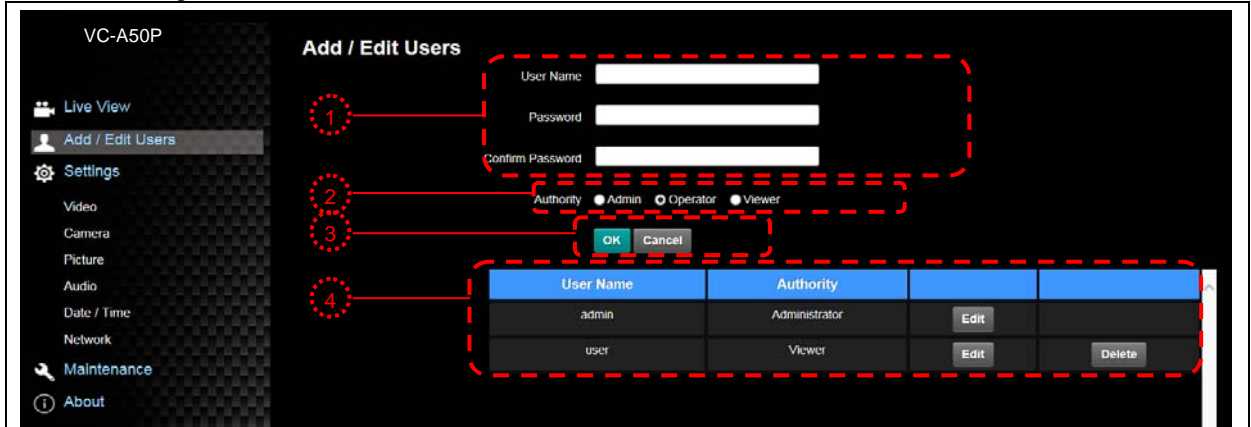 VC-A50P
Live View
Add / Edit Users
Settings
Video
Camera
Picture
Audio
Date / Time
Network
Maintenance
About
Add / Edit Users
1
User Name
Password
Confirm Password
2
Authority Admin Operator Viewer
3
OK Cancel
4
User Name Authority
admin Administrator Edit
user Viewer Edit Delete